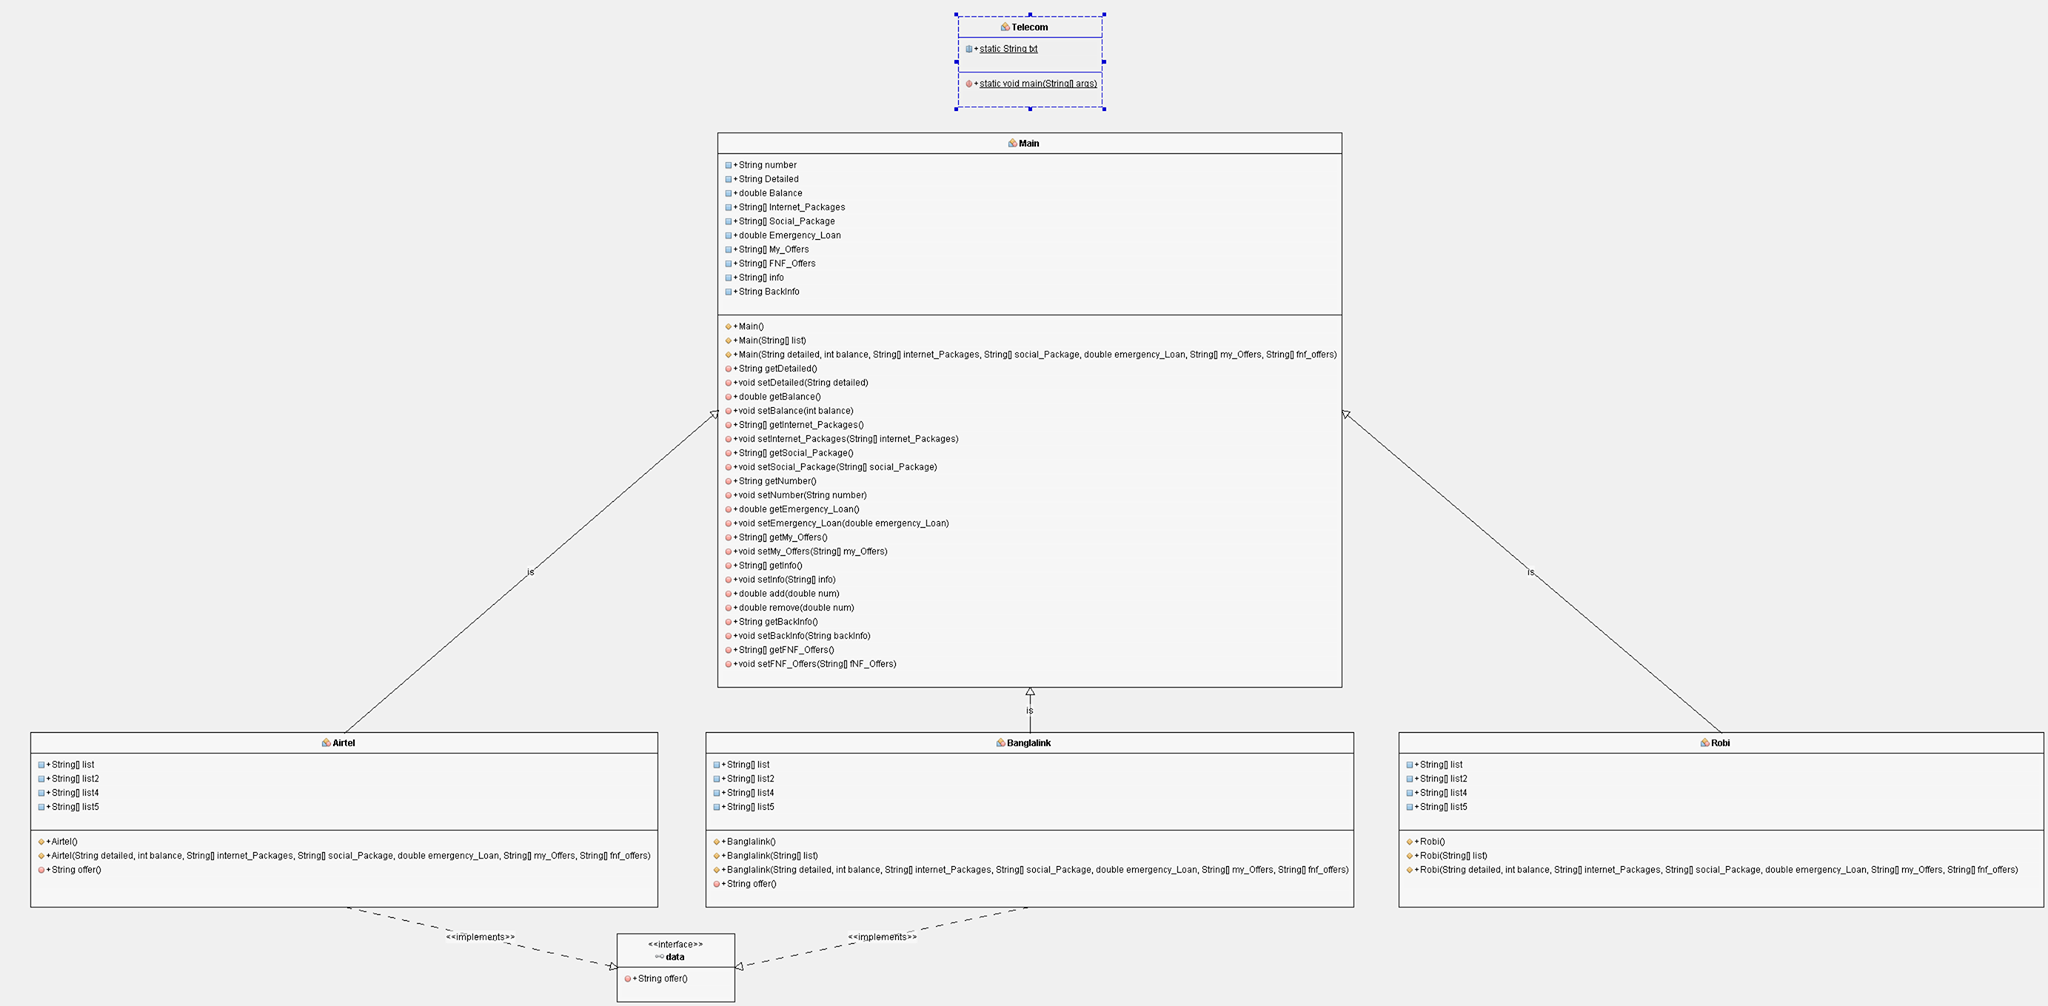 Telecom
+ static String txt
+ static void main(String[] args)
Main
+ String number
+ String Detailed
+ double Balance
+ String[] Internet_Packages
+ String[] Social_Package
+ double Emergency_Loan
+ String[] My_Offers
+ String[] FNF_Offers
+ String[] info
+ String BackInfo
+ Main()
+ Main(String[] list)
+ Main(String detailed, int balance, String[] internet_Packages, String[] social_Package, double emergency_Loan, String[] my_Offers, String[] fnf_offers)
+ String getDetailed()
+ void setDetailed(String detailed)
+ double getBalance()
+ void setBalance(int balance)
+ String[] getInternet_Packages()
+ void setInternet_Packages(String[] internet_Packages)
+ String[] getSocial_Package()
+ void setSocial_Package(String[] social_Package)
+ String getNumber()
+ void setNumber(String number)
+ double getEmergency_Loan()
+ void setEmergency_Loan(double emergency_Loan)
+ String[] getMy_Offers()
+ void setMy_Offers(String[] my_Offers)
+ String[] getInfo()
+ void setInfo(String[] info)
+ double add(double num)
+ double remove(double num)
+ String getBackInfo()
+ void setBackInfo(String backInfo)
+ String[] getFNF_Offers()
+ void setFNF_Offers(String[] fNF_Offers)
is
is
is
Airtel
+ String[] list
+ String[] list2
+ String[] list4
+ String[] list5
+ Airtel()
+ Airtel(String detailed, int balance, String[] internet_Packages, String[] social_Package, double emergency_Loan, String[] my_Offers, String[] fnf_offers)
+ String offer()
Banglalink
+ String[] list
+ String[] list2
+ String[] list4
+ String[] list5
+ Banglalink()
+ Banglalink(String[] list)
+ Banglalink(String detailed, int balance, String[] internet_Packages, String[] social_Package, double emergency_Loan, String[] my_Offers, String[] fnf_offers)
+ String offer()
Robi
+ String[] list
+ String[] list2
+ String[] list4
+ String[] list5
+ Robi()
+ Robi(String[] list)
+ Robi(String detailed, int balance, String[] internet_Packages, String[] social_Package, double emergency_Loan, String[] my_Offers, String[] fnf_offers)
<<implements>>
<<implements>>
<<interface>>
data
+ String offer()